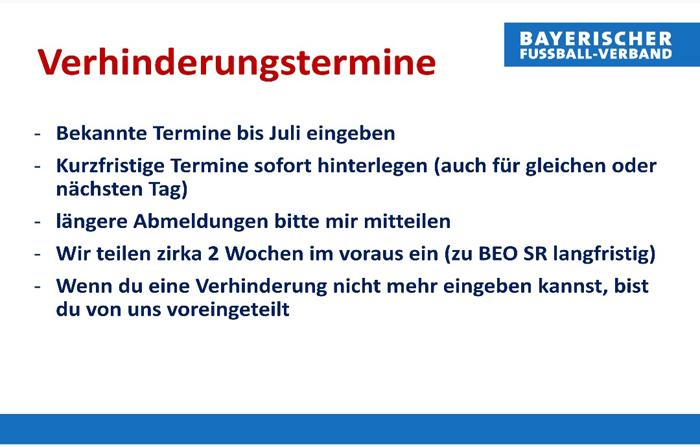 BAYERISCHER
FUSSBALL-VERBAND
Verhinderungstermine
- Bekannte Termine bis Juli eingeben
- Kurzfristige Termine sofort hinterlegen (auch für gleichen oder
nächsten Tag)
- längere Abmeldungen bitte mir mitteilen
- Wir teilen zirka 2 Wochen im voraus ein (zu BEO SR langfristig)
- Wenn du eine Verhinderung nicht mehr eingeben kannst, bist
du von uns voreingeteilt